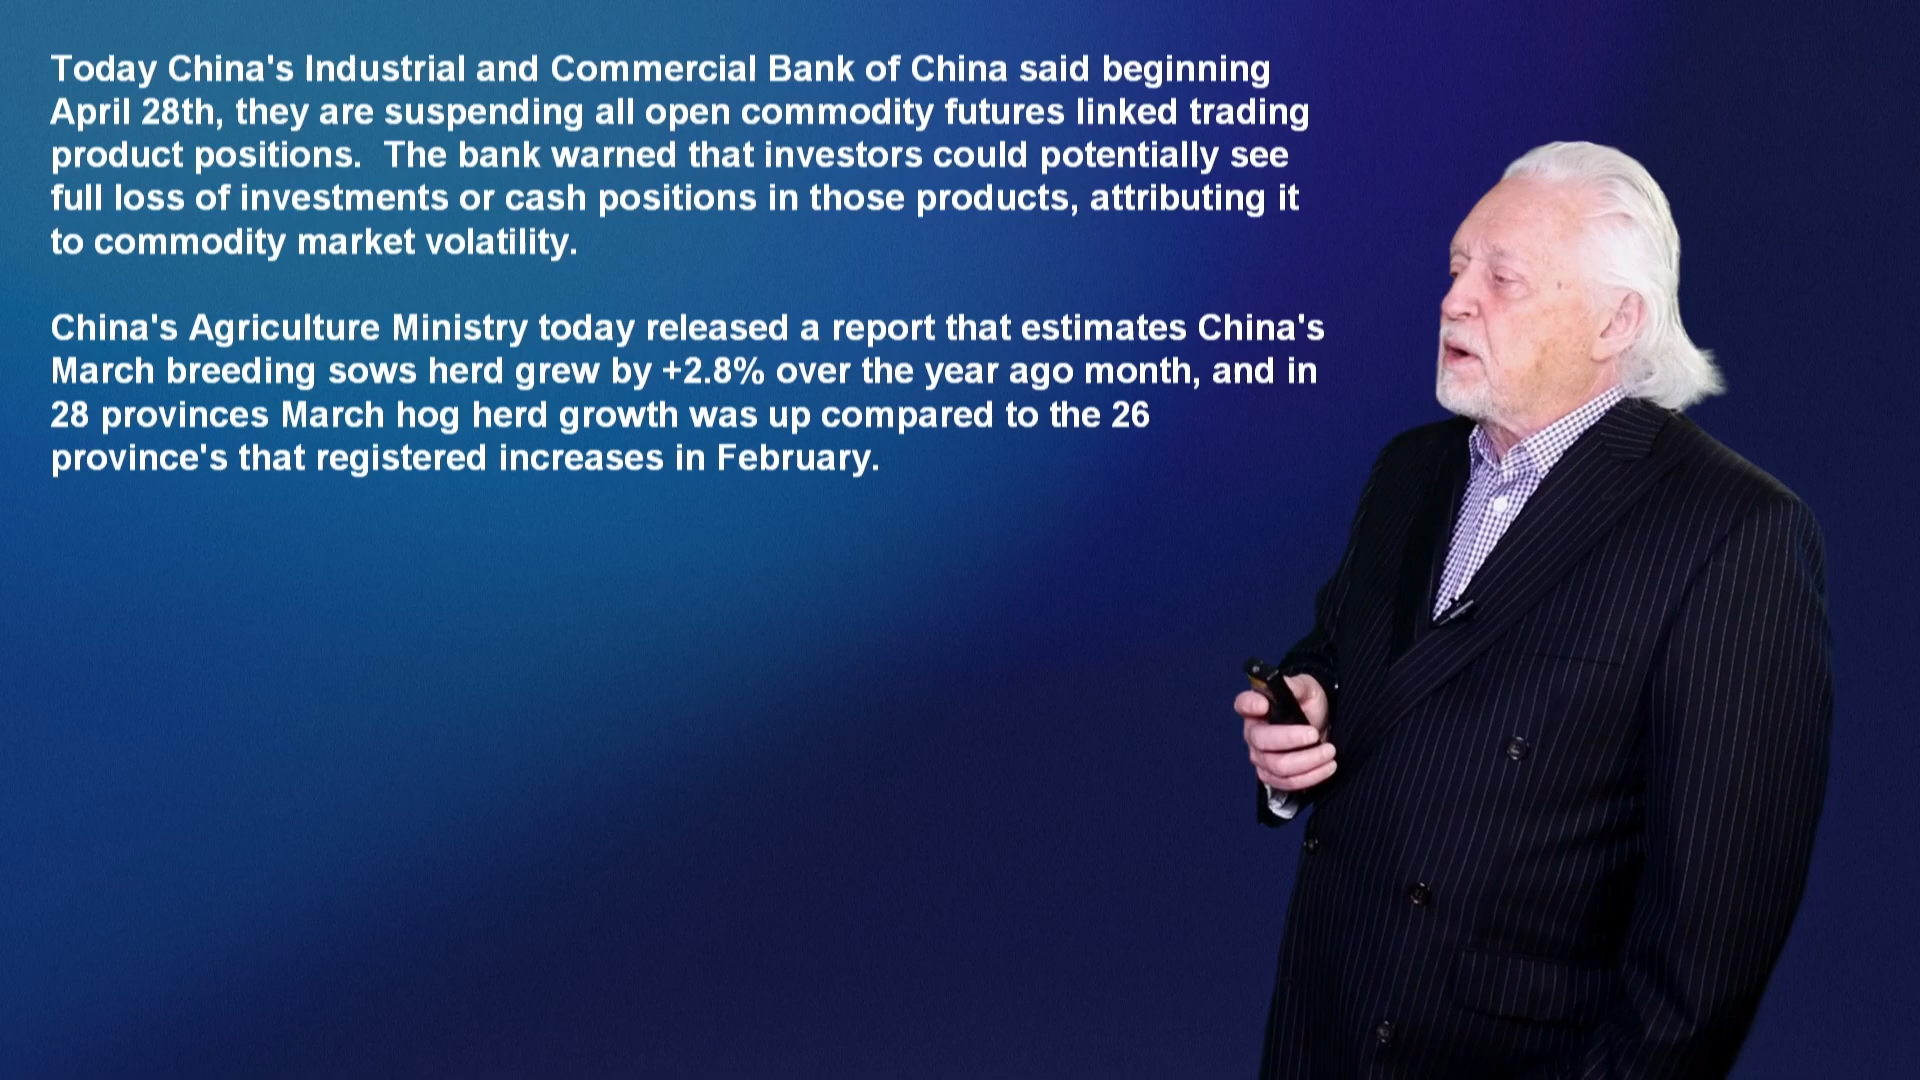 Today China's Industrial and Commercial Bank of China said beginning
April 28th, they are suspending all open commodity futures linked trading
product positions.  The bank warned that investors could potentially see
full loss of investments or cash positions in those products, attributing it
to commodity market volatility.
China's Agriculture Ministry today released a report that estimates China's
March breeding sows herd grew by +2.8% over the year ago month, and in
28 provinces March hog herd growth was up compared to the 26
province's that registered increases in February.